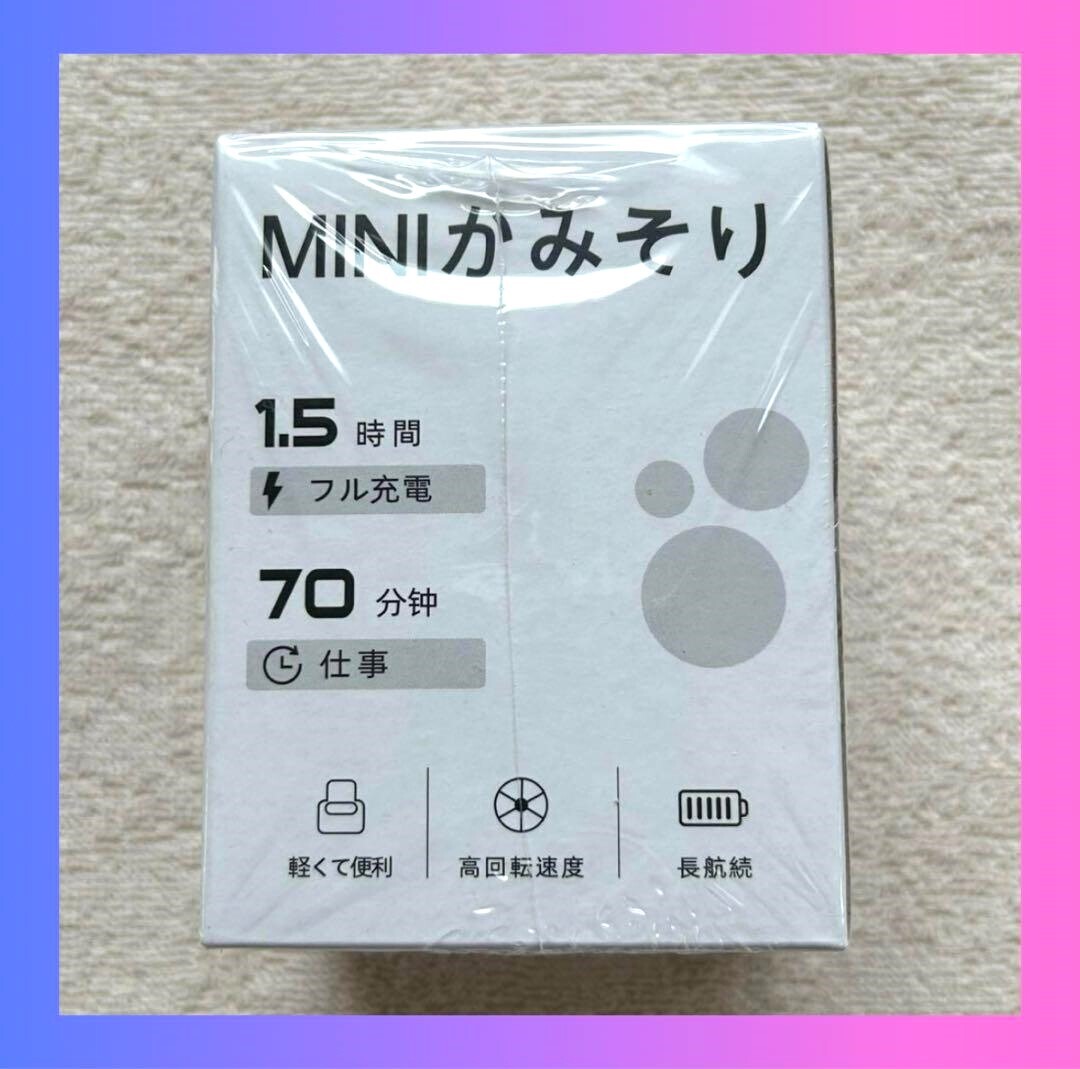 MINIかみそり
1.5 時間
フル充電
70 分钟
仕事
軽くて便利
高回転速度
長航続